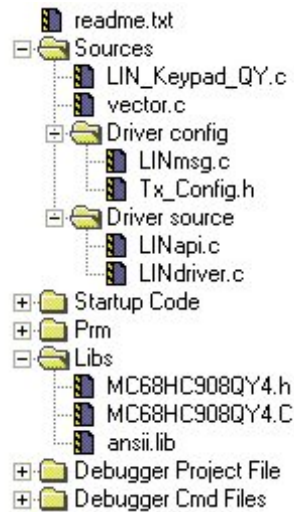 readme.txt
Sources
LIN_Keypad_QY.c
vector.c
Driver config
LINmsg.c
Tx_Config.h
Driver source
LINapi.c
LINdriver.c
Startup Code
Prm
Libs
MC68HC908QY4.h
MC68HC908QY4.C
ansii.lib
Debugger Project File
Debugger Cmd Files